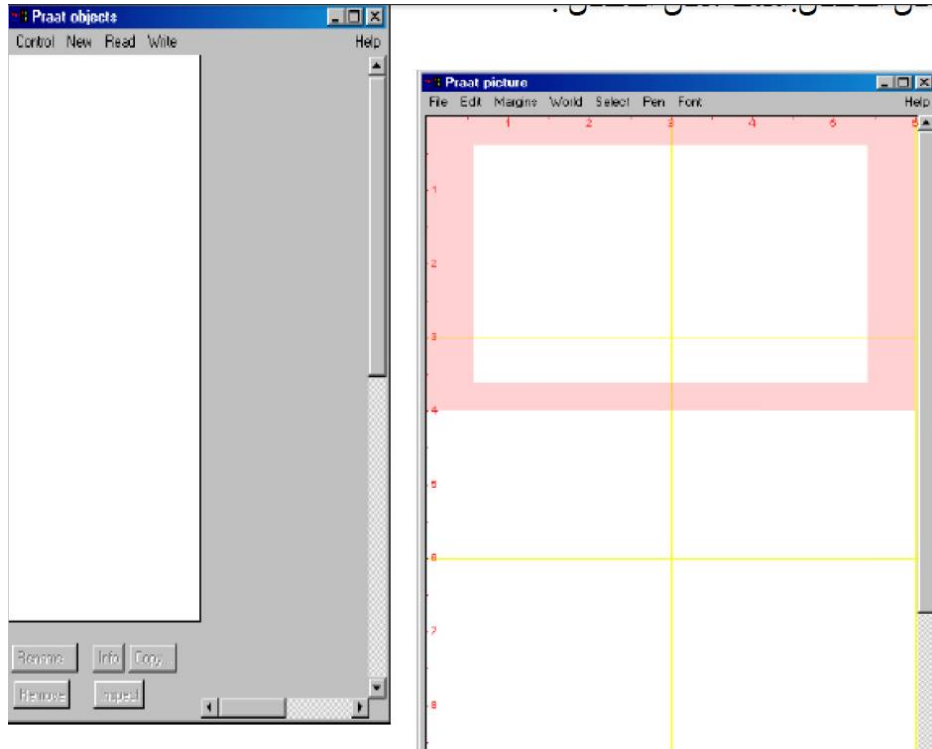 Praat objects
Control New Read Write Help
Rename Info Copy
Remove Inspect
Praat picture
File Edit Margins World Select Pen Font Help
1 2 3 4 5 6
1
2
3
4
5
6
7
8